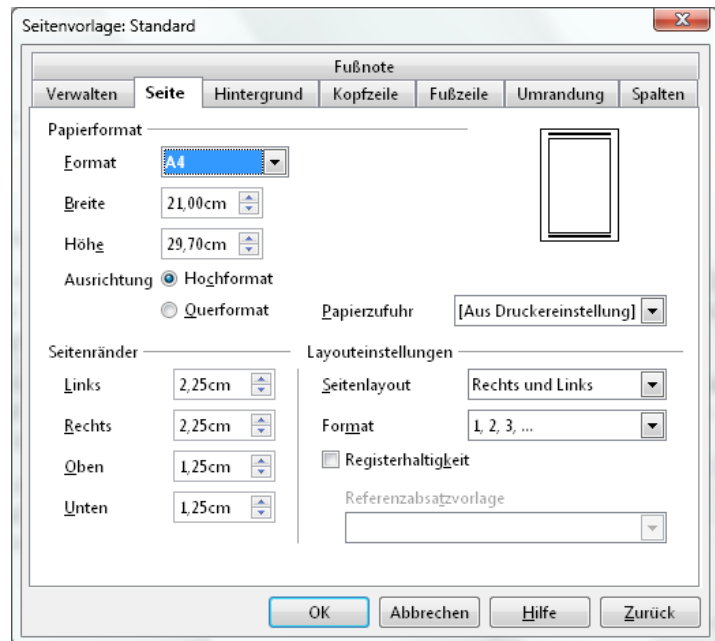 Seitenvorlage: Standard
Fußnote
Verwalten Seite Hintergrund Kopfzeile Fußzeile Umrandung Spalten
Papierformat
Format A4
Breite 21,00cm
Höhe 29,70cm
Ausrichtung Hochformat
Querformat Papierzufuhr [Aus Druckereinstellung]
Seitenränder Layouteinstellungen
Links 2,25cm Seitenlayout Rechts und Links
Rechts 2,25cm Format 1, 2, 3, ...
Oben 1,25cm Registerhaltigkeit
Unten 1,25cm Referenzabsatzvorlage
OK Abbrechen Hilfe Zurück